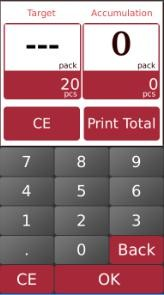 Target Accumulation
--- 0
pack pack
20 0
pcs pcs
CE Print Total
7 8 9
4 5 6
1 2 3
. 0 Back
CE OK